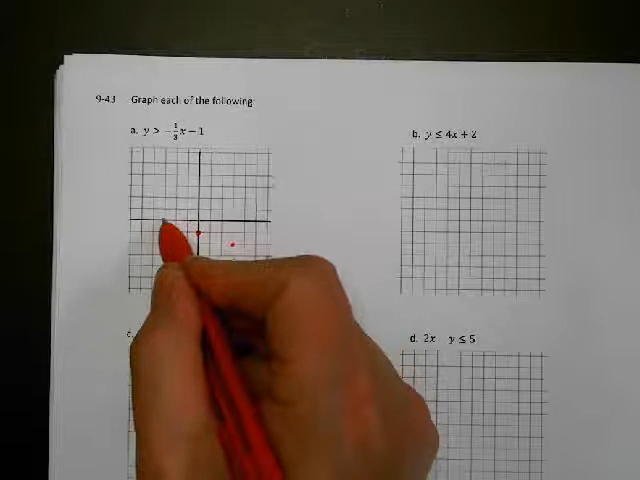 9-43 Graph each of the following
a. y > -1/3x - 1
b. y ≤ 4x + 2
c.
d. 2x y ≤ 5